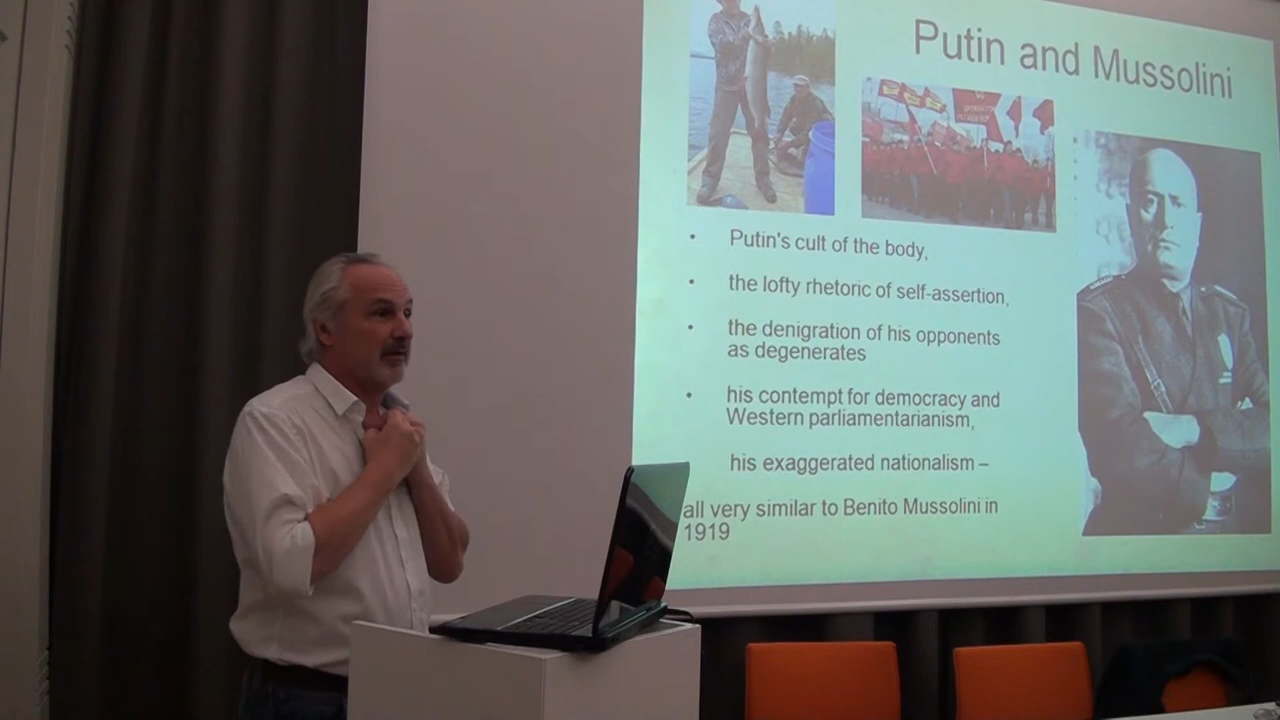 Putin and Mussolini
Putin's cult of the body,
the lofty rhetoric of self-assertion,
the denigration of his opponents
as degenerates
his contempt for democracy and
Western parliamentarianism,
his exaggerated nationalism –
all very similar to Benito Mussolini in
1919